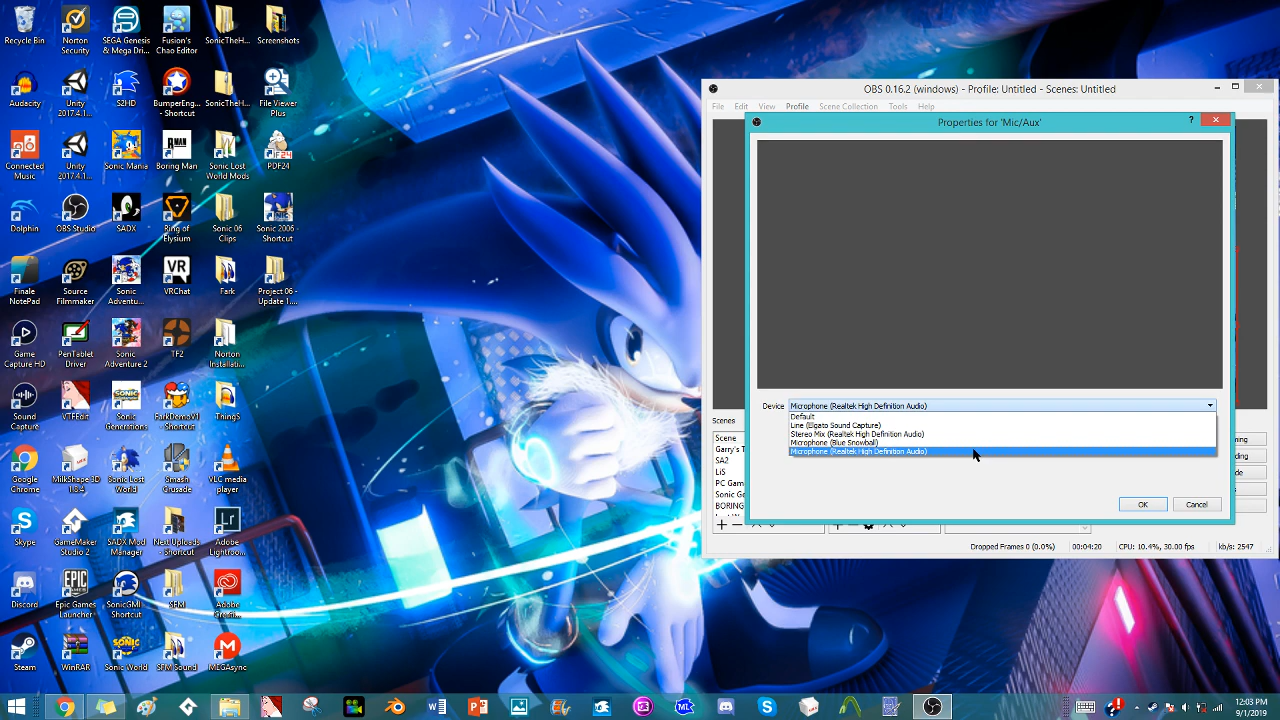 Recycle Bin
Norton Security
SEGA Genesis & Mega Dri...
Fusion's Chao Editor
SonicTheH...
Screenshots
Audacity
Unity 2017.4.1...
S2HD
BumperEng... - Shortcut
SonicTheH...
File Viewer Plus
Connected Music
Unity 2017.4.1...
Sonic Mania
Boring Man
Sonic Lost World Mods
PDF24
Dolphin
OBS Studio
SADX
Ring of Elysium
Sonic 06 Clips
Sonic 2006 - Shortcut
Finale NotePad
Source Filmmaker
Sonic Adventu...
VRChat
Fark
Project 06 - Update 1....
Game Capture HD
PenTablet Driver
Sonic Adventure 2
TF2
Norton Installati...
Sound Capture
VTFEdit
Sonic Generations
ParkDemoV1
ThingS
Google Chrome
MilkShape 3D 1.8.4
Sonic Lost World
Smash Crusade
VLC media player
Skype
GameMaker Studio 2
SADX Mod Manager
Next Uploads - Shortcut
Adobe Lightroo...
Discord
Epic Games Launcher
SonicGMI Shortcut
SFM
Adobe Creati...
Steam
WinRAR
Sonic World
SFM Sound
MEGAsync
OBS 0.16.2 (windows) - Profile: Untitled - Scenes: Untitled
File Edit View Profile Scene Collection Tools Help
Properties for 'Mic/Aux'
Device Microphone (Realtek High Definition Audio)
Default
Line (Elgato Sound Capture)
Stereo Mix (Realtek High Definition Audio)
Microphone (Blue Snowball)
Microphone (Realtek High Definition Audio)
OK Cancel
Scenes
Scene
Garry's T
SA2
LiS
PC Gam
Sonic Ge
BORING
Dropped Frames 0 (0.0%) 00:04:20 CPU: 10.4%, 30.00 fps kb/s: 2547
12:03 PM
9/1/2019